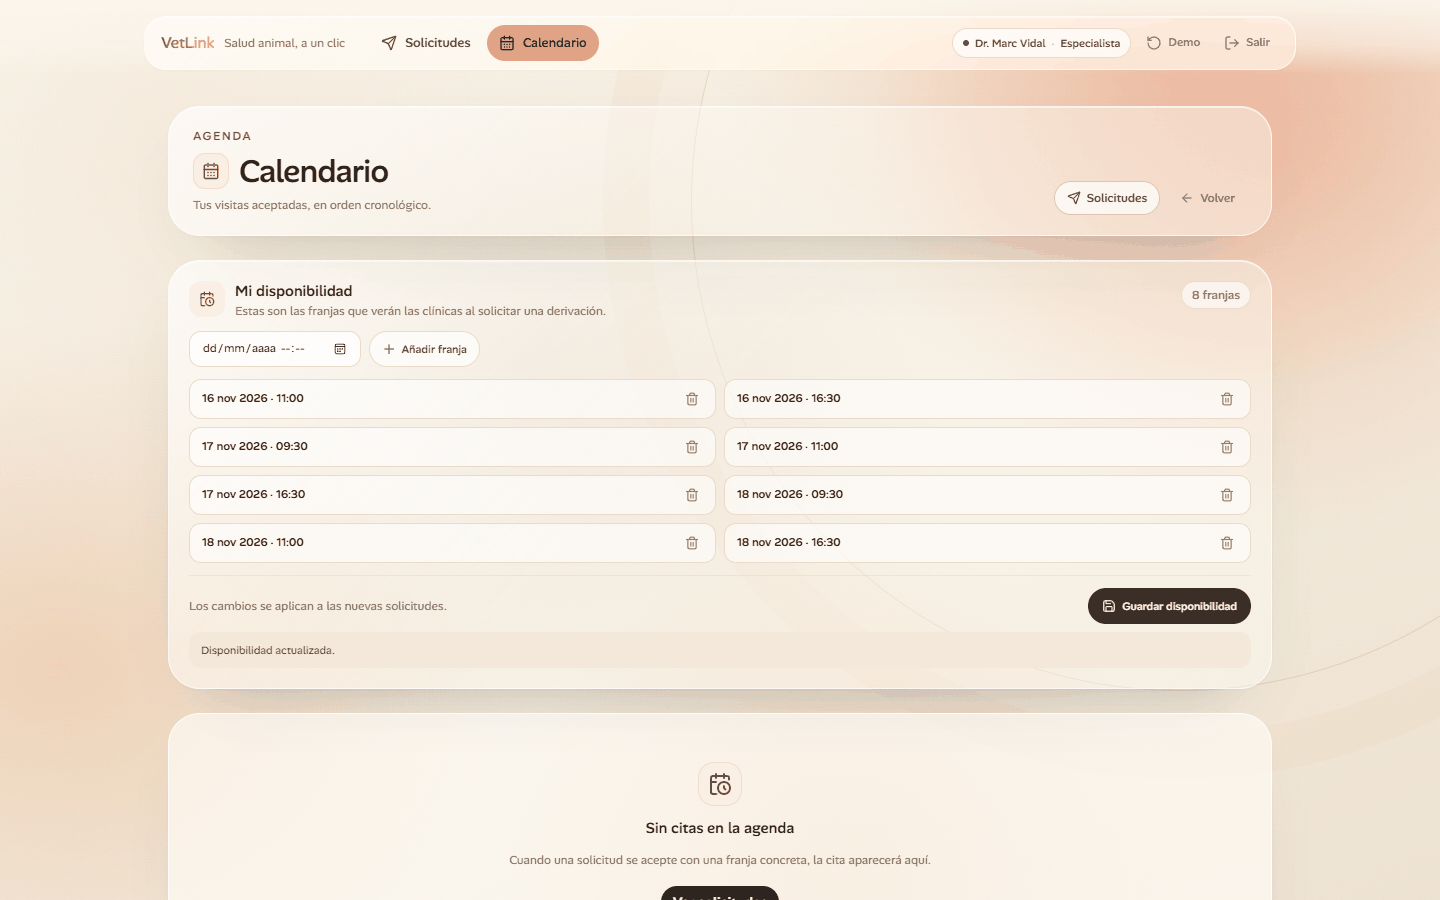 VetLink Salud animal, a un clic Solicitudes Calendario Dr. Marc Vidal · Especialista Demo Salir
AGENDA
Calendario
Tus visitas aceptadas, en orden cronológico.
Solicitudes Volver
Mi disponibilidad
Estas son las franjas que verán las clínicas al solicitar una derivación.
8 franjas
dd/mm/aaaa --:-- Añadir franja
16 nov 2026 · 11:00 16 nov 2026 · 16:30
17 nov 2026 · 09:30 17 nov 2026 · 11:00
17 nov 2026 · 16:30 18 nov 2026 · 09:30
18 nov 2026 · 11:00 18 nov 2026 · 16:30
Los cambios se aplican a las nuevas solicitudes. Guardar disponibilidad
Disponibilidad actualizada.
Sin citas en la agenda
Cuando una solicitud se acepte con una franja concreta, la cita aparecerá aquí.